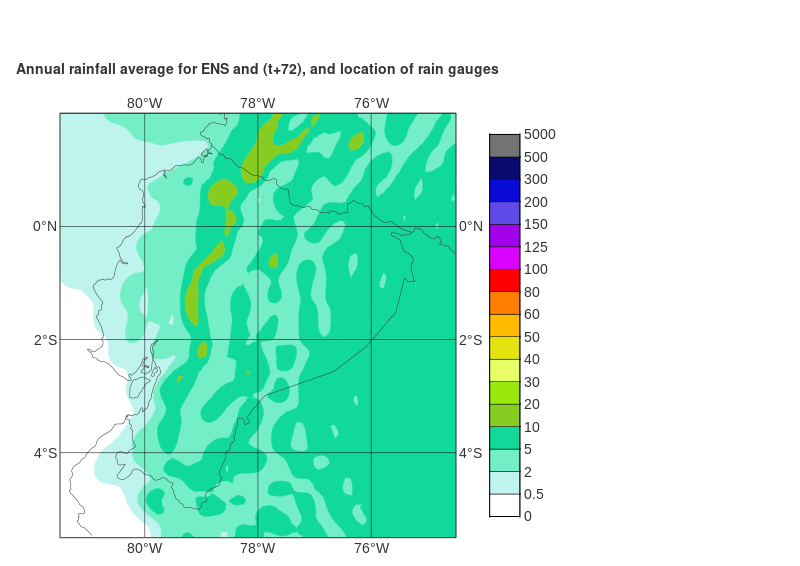 Annual rainfall average for ENS and (t+72), and location of rain gauges
80°W 78°W 76°W
5000
500
300
200
0°N 0°N 150
125
100
80
60
50
2°S 2°S 40
30
20
10
4°S 4°S 5
2
0.5
0
80°W 78°W 76°W